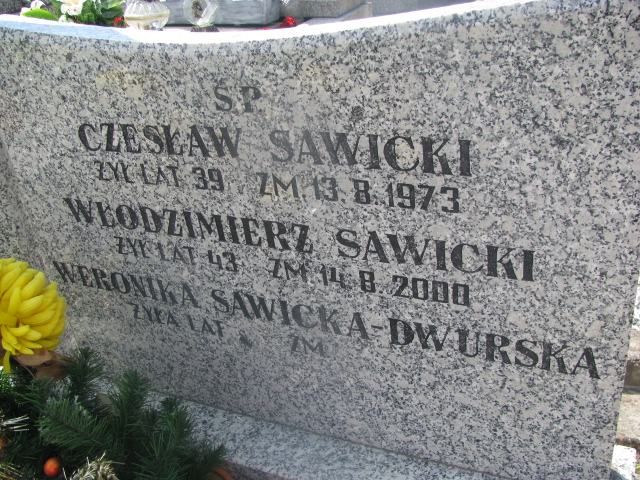 Ś.P.
CZESŁAW SAWICKI
ŻYŁ LAT 39 ZM. 13.8.1973
WŁODZIMIERZ SAWICKI
ŻYŁ LAT 43 ZM. 14.8.2000
WERONIKA SAWICKA-DWURSKA
ŻYŁA LAT ZM